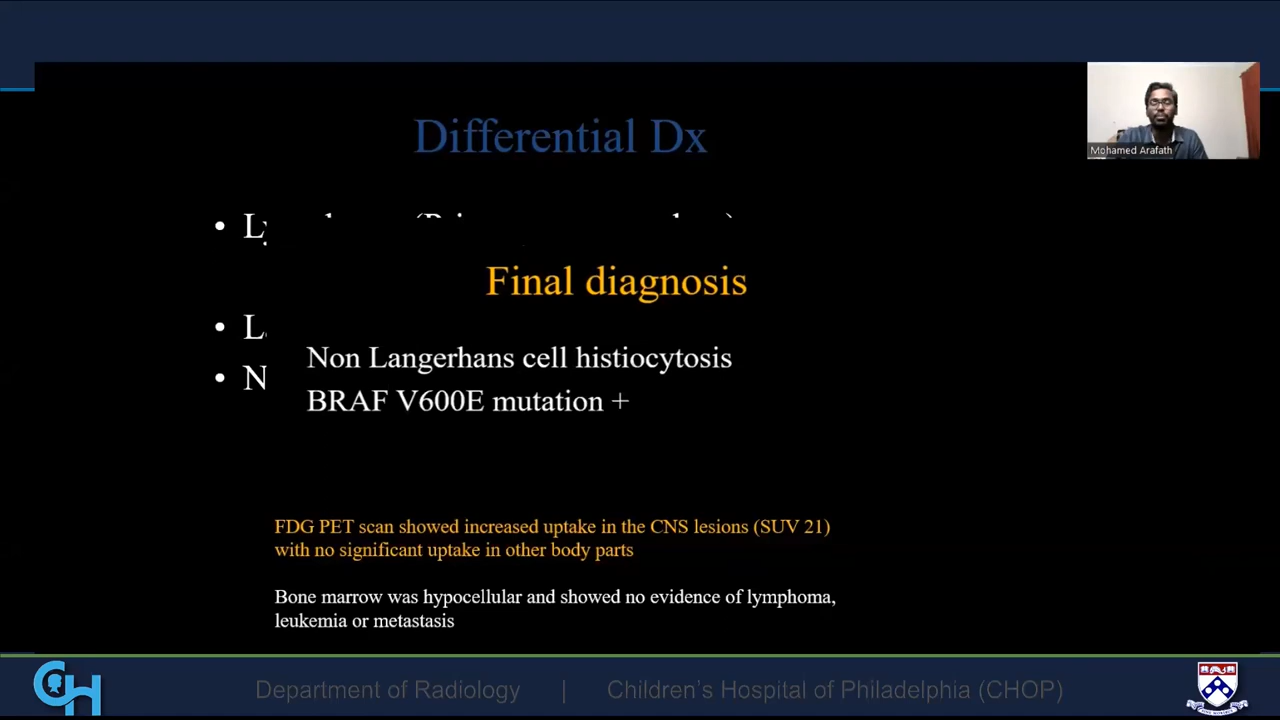 Mohamed Arafath
Differential Dx
Final diagnosis
Non Langerhans cell histiocytosis
BRAF V600E mutation +
FDG PET scan showed increased uptake in the CNS lesions (SUV 21)
with no significant uptake in other body parts
Bone marrow was hypocellular and showed no evidence of lymphoma,
leukemia or metastasis
CH
Department of Radiology | Children's Hospital of Philadelphia (CHOP)